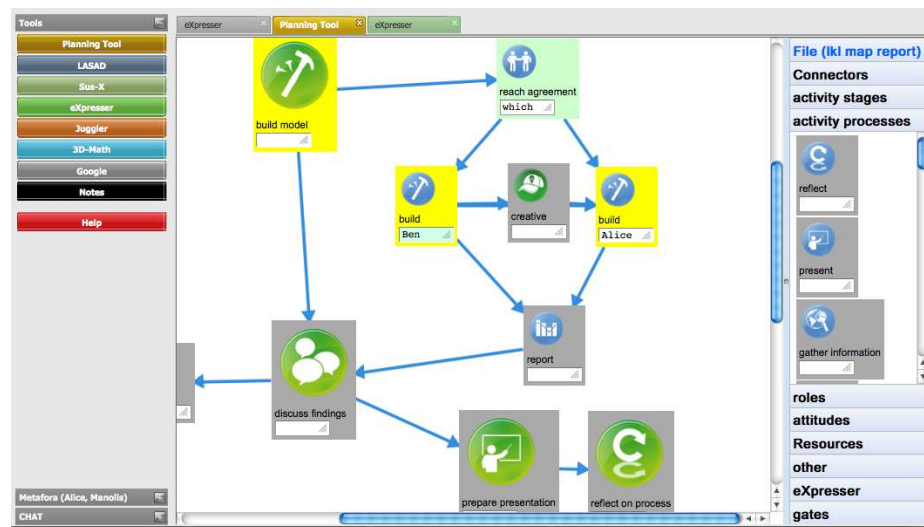 Tools
Planning Tool
LASAD
Sus-X
eXpresser
Juggler
3D-Math
Google
Notes
Help
Metafora (Alice, Manolis)
CHAT
eXpresser
Planning Tool
eXpresser
build model
reach agreement
which
build
Ben
creative
build
Alice
report
discuss findings
prepare presentation
reflect on process
File (lkl map report)
Connectors
activity stages
activity processes
reflect
present
gather information
roles
attitudes
Resources
other
eXpresser
gates